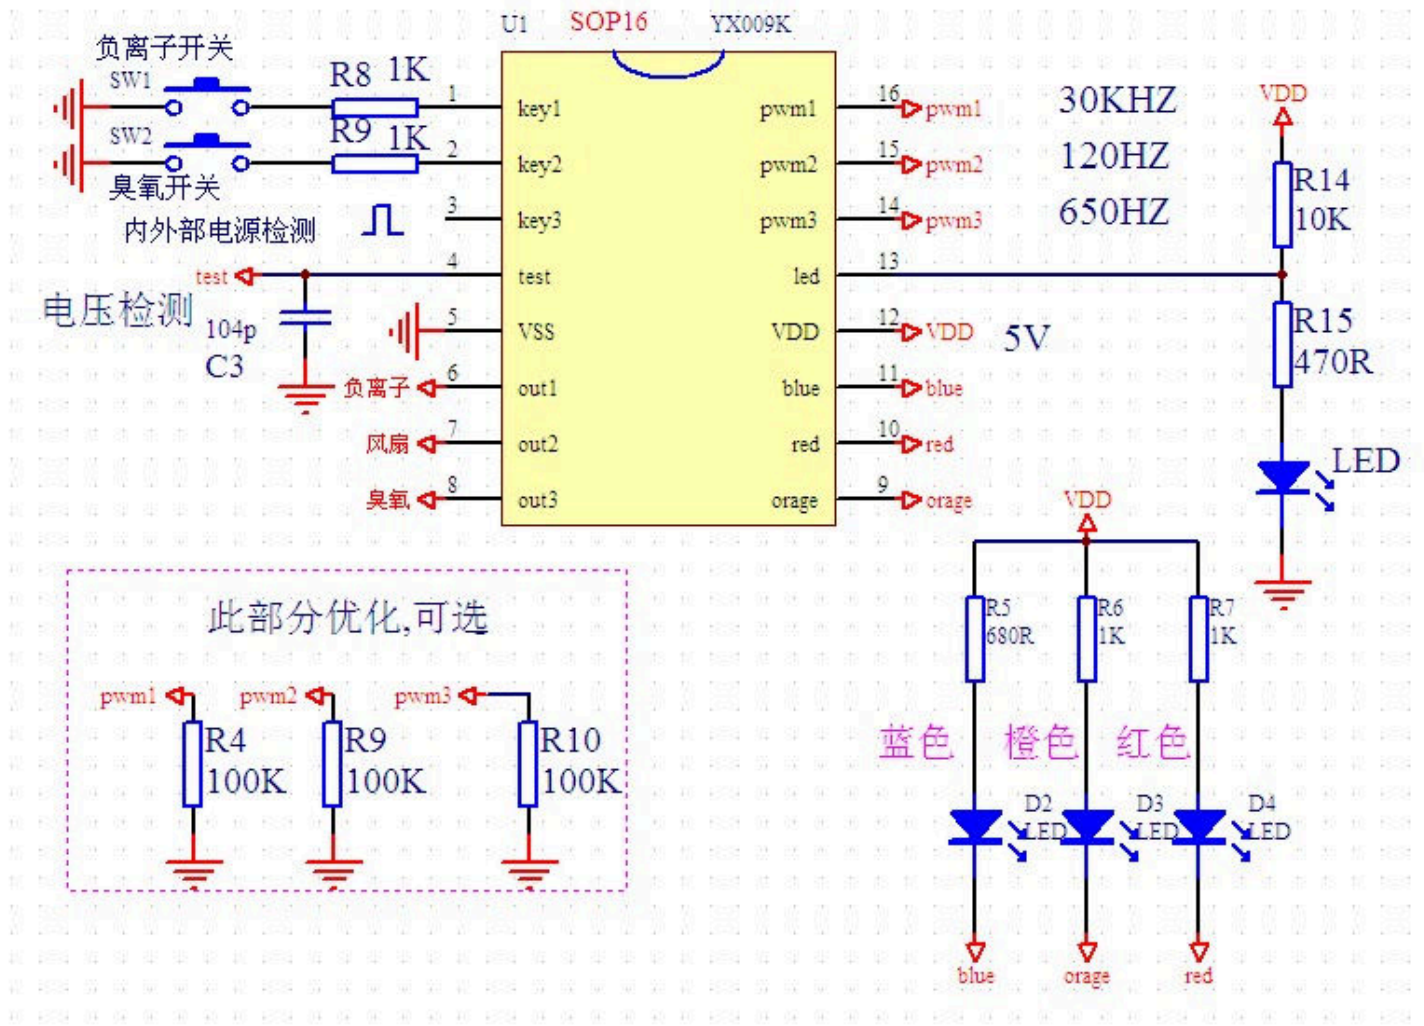 U1 SOP16 YX009K
负离子开关
SW1
R8 1K
1 key1
pwm1 16 pwm1 30KHZ
VDD
SW2
R9 1K
2 key2
pwm2 15 pwm2 120HZ
臭氧开关
R14
10K
内外部电源检测
3 key3
pwm3 14 pwm3 650HZ
test
4 test
led 13
电压检测
104p
C3
5 VSS
VDD 12 VDD 5V
R15
470R
负离子 6 out1
blue 11 blue
风扇 7 out2
red 10 red
LED
臭氧 8 out3
orage 9 orage
VDD
此部分优化,可选
R5
680R
R6
1K
R7
1K
pwm1 pwm2 pwm3
R4
100K
R9
100K
R10
100K
蓝色 橙色 红色
D2
LED
D3
LED
D4
LED
blue orage red